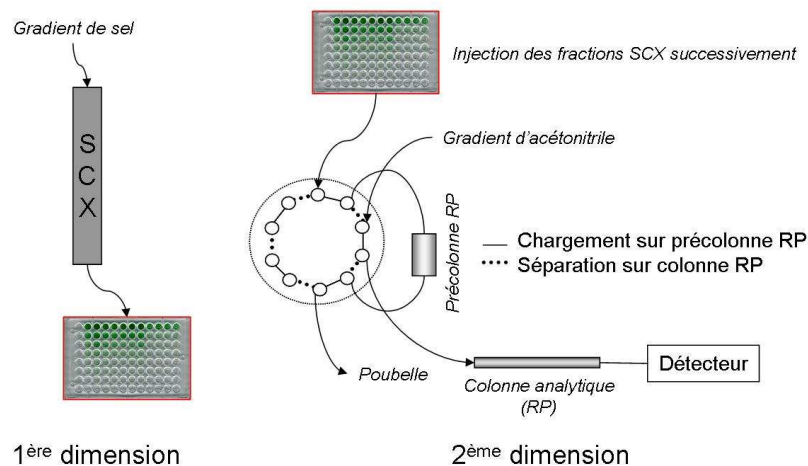 Gradient de sel
SCX
1ère dimension
Injection des fractions SCX successivement
Gradient d'acétonitrile
Précolonne RP
Chargement sur précolonne RP
Séparation sur colonne RP
Poubelle
Colonne analytique
(RP)
Détecteur
2ème dimension